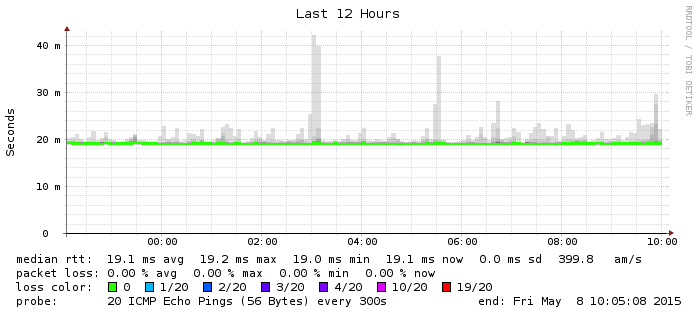 Last 12 Hours
RRDTOOL / TOBI OETIKER
Seconds
40 m
30 m
20 m
10 m
0
00:00 02:00 04:00 06:00 08:00 10:00
median rtt: 19.1 ms avg 19.2 ms max 19.0 ms min 19.1 ms now 0.0 ms sd 399.8 am/s
packet loss: 0.00 % avg 0.00 % max 0.00 % min 0.00 % now
loss color: 0 1/20 2/20 3/20 4/20 10/20 19/20
probe: 20 ICMP Echo Pings (56 Bytes) every 300s end: Fri May 8 10:05:08 2015